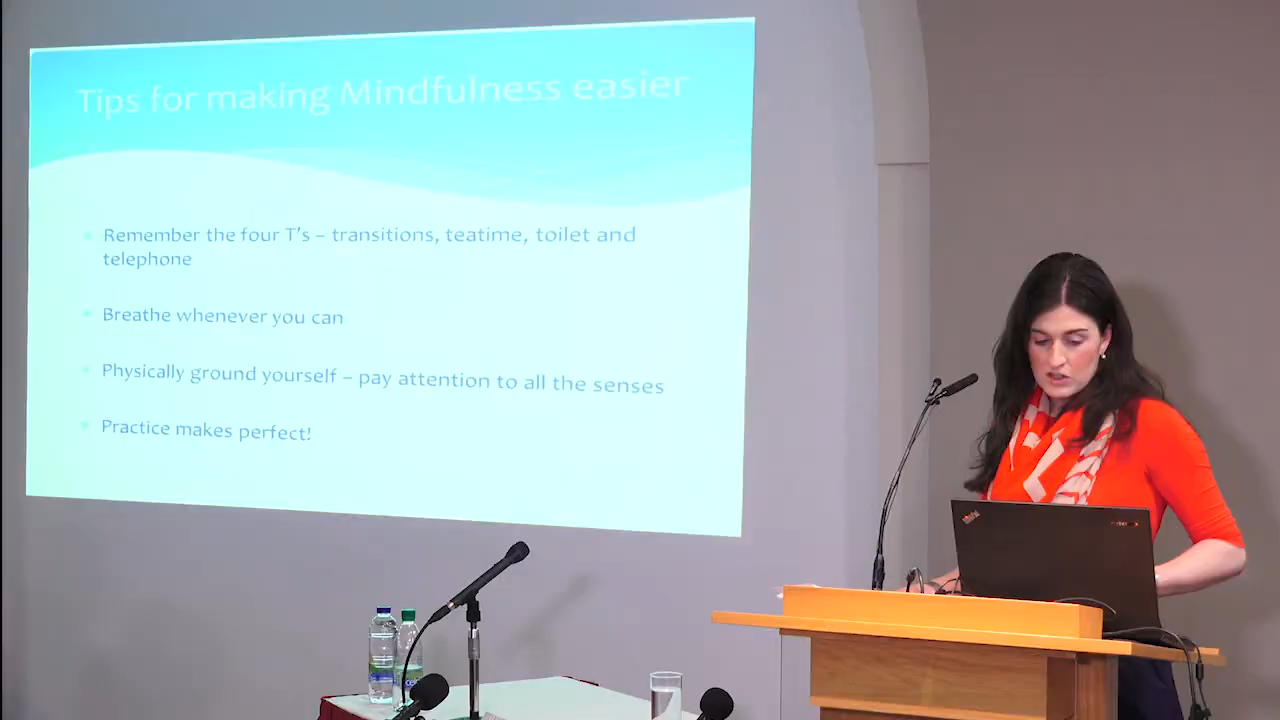 Tips for making Mindfulness easier
Remember the four T's – transitions, teatime, toilet and
telephone
Breathe whenever you can
Physically ground yourself – pay attention to all the senses
Practice makes perfect!